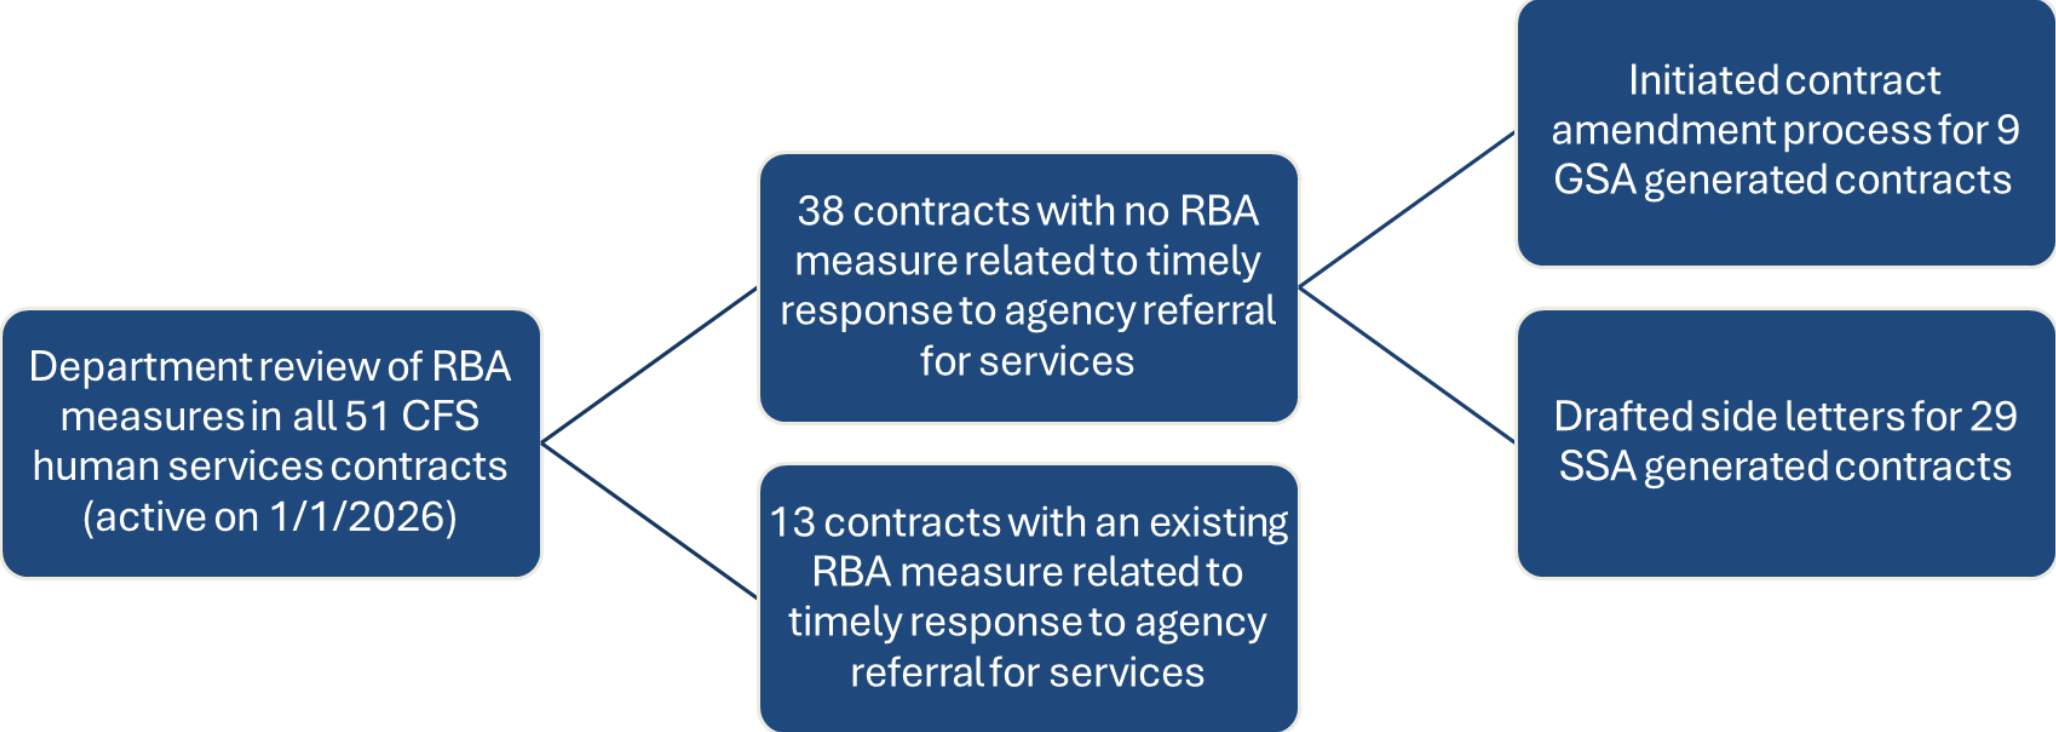 Department review of RBA
measures in all 51 CFS
human services contracts
(active on 1/1/2026)
38 contracts with no RBA
measure related to timely
response to agency referral
for services
13 contracts with an existing
RBA measure related to
timely response to agency
referral for services
Initiated contract
amendment process for 9
GSA generated contracts
Drafted side letters for 29
SSA generated contracts